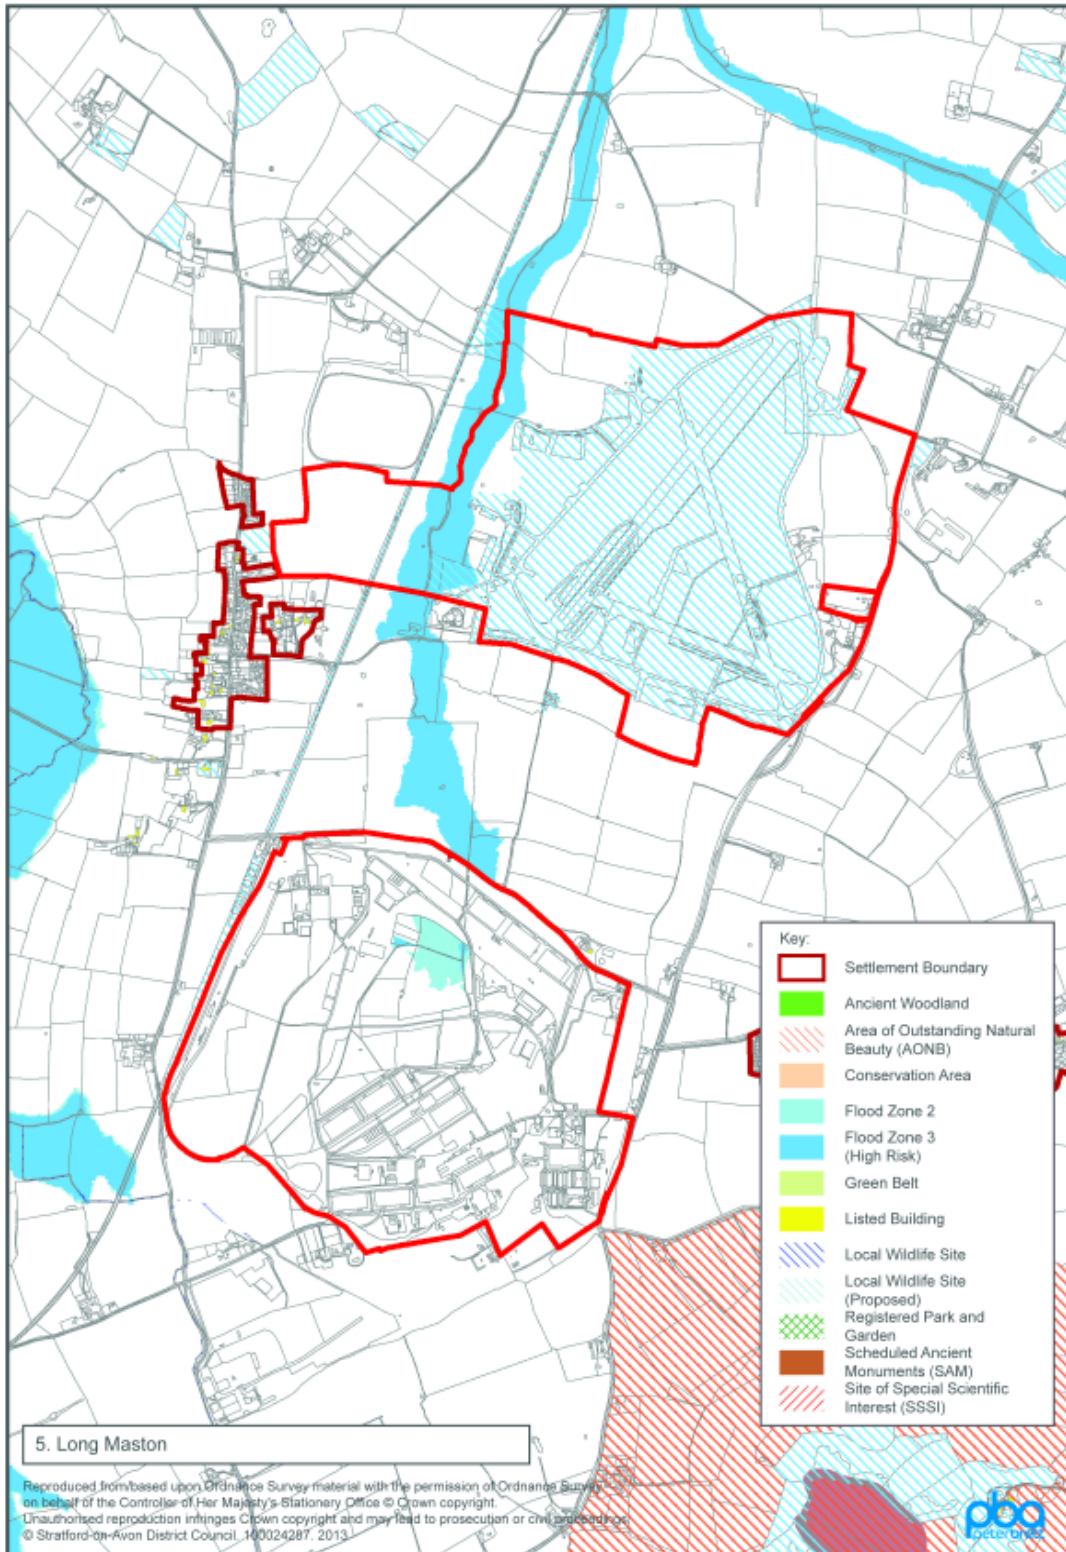 Key:
Settlement Boundary
Ancient Woodland
Area of Outstanding Natural
Beauty (AONB)
Conservation Area
Flood Zone 2
Flood Zone 3
(High Risk)
Green Belt
Listed Building
Local Wildlife Site
Local Wildlife Site
(Proposed)
Registered Park and
Garden
Scheduled Ancient
Monuments (SAM)
Site of Special Scientific
Interest (SSSI)
5. Long Maston
Reproduced from/based upon Ordnance Survey material with the permission of Ordnance Survey
on behalf of the Controller of Her Majesty's Stationery Office © Crown copyright.
Unauthorised reproduction infringes Crown copyright and may lead to prosecution or civil proceedings.
© Stratford-on-Avon District Council. 100024287. 2013
pba